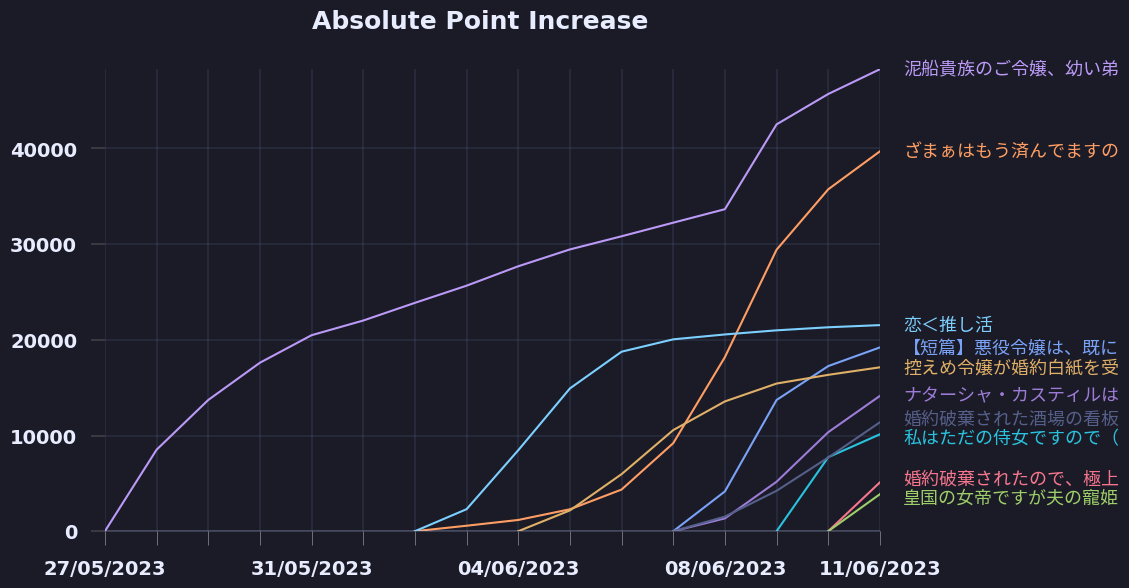 Absolute Point Increase
泥船貴族のご令嬢、幼い弟
40000
ざまぁはもう済んでますの
30000
20000
恋＜推し活
【短篇】悪役令嬢は、既に
控えめ令嬢が婚約白紙を受
ナターシャ・カスティルは
婚約破棄された酒場の看板
10000
私はただの侍女ですので（
婚約破棄されたので、極上
皇国の女帝ですが夫の寵姫
0
27/05/2023
31/05/2023
04/06/2023
08/06/2023
11/06/2023